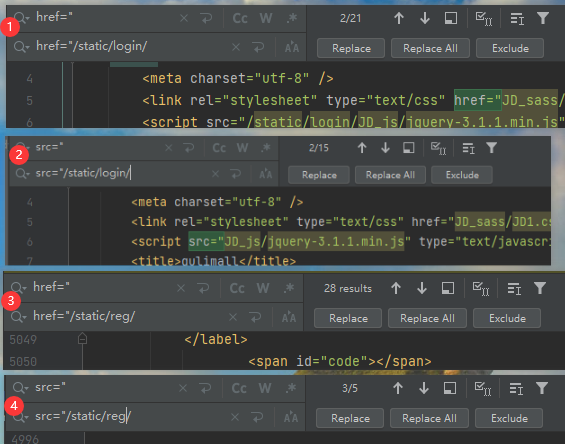 href="
Cc W .*
2/21
1
href="/static/login/
Replace Replace All Exclude
4 <meta charset="utf-8" />
5 <link rel="stylesheet" type="text/css" href="JD_sass/
6 <script src="/static/login/JD_js/jquery-3.1.1.min.js"
2
src="
Cc W .*
2/15
src="/static/login/
Replace Replace All Exclude
4 <meta charset="utf-8" />
5 <link rel="stylesheet" type="text/css" href="JD_sass/JD1.cs
6 <script src="JD_js/jquery-3.1.1.min.js" type="text/javascri
7 <title>gulimall</title>
3
href="
Cc W .*
28 results
href="/static/reg/
Replace Replace All Exclude
5049 </label>
5050 <span id="code"></span>
4
src="
Cc W .*
3/5
src="/static/reg/
Replace Replace All Exclude
4996